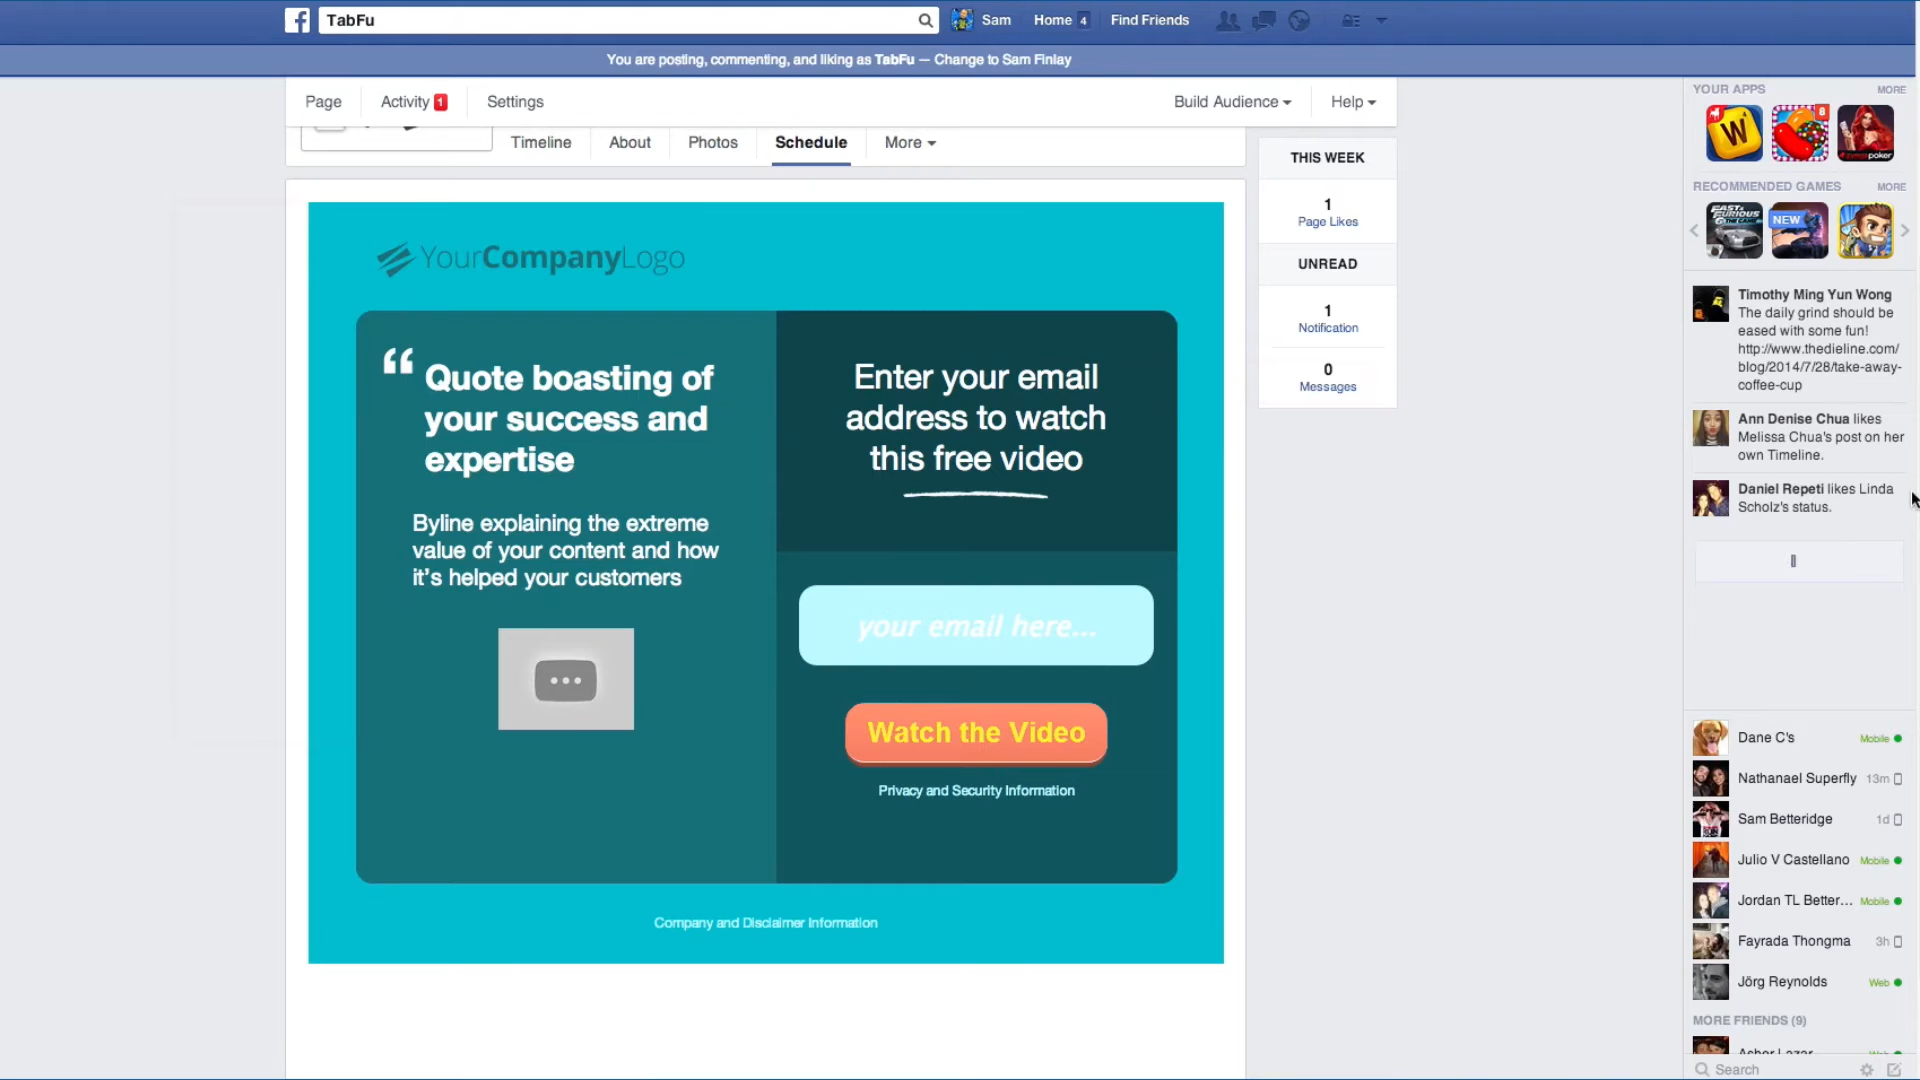 TabFu
Sam
Home 4
Find Friends
You are posting, commenting, and liking as TabFu — Change to Sam Finlay
Page
Activity 1
Settings
Build Audience
Help
Timeline
About
Photos
Schedule
More
YourCompanyLogo
“ Quote boasting of
your success and
expertise
Byline explaining the extreme
value of your content and how
it’s helped your customers
Enter your email
address to watch
this free video
your email here...
Watch the Video
Privacy and Security Information
Company and Disclaimer Information
THIS WEEK
1
Page Likes
UNREAD
1
Notification
0
Messages
YOUR APPS MORE
W
8
poker
RECOMMENDED GAMES MORE
FAST & FURIOUS 6 THE GAME
NEW
Timothy Ming Yun Wong
The daily grind should be
eased with some fun!
http://www.thedieline.com/
blog/2014/7/28/take-away-
coffee-cup
Ann Denise Chua likes
Melissa Chua's post on her
own Timeline.
Daniel Repeti likes Linda
Scholz's status.
Dane C's Mobile
Nathanael Superfly 13m
Sam Betteridge 1d
Julio V Castellano Mobile
Jordan TL Better... Mobile
Fayrada Thongma 3h
Jörg Reynolds Web
MORE FRIENDS (9)
Search